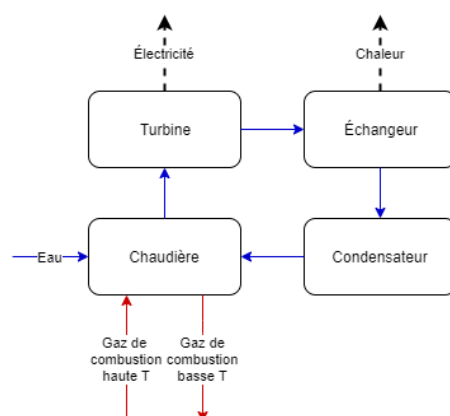 Électricité
Chaleur
Turbine
Échangeur
Eau
Chaudière
Condensateur
Gaz de
combustion
haute T
Gaz de
combustion
basse T